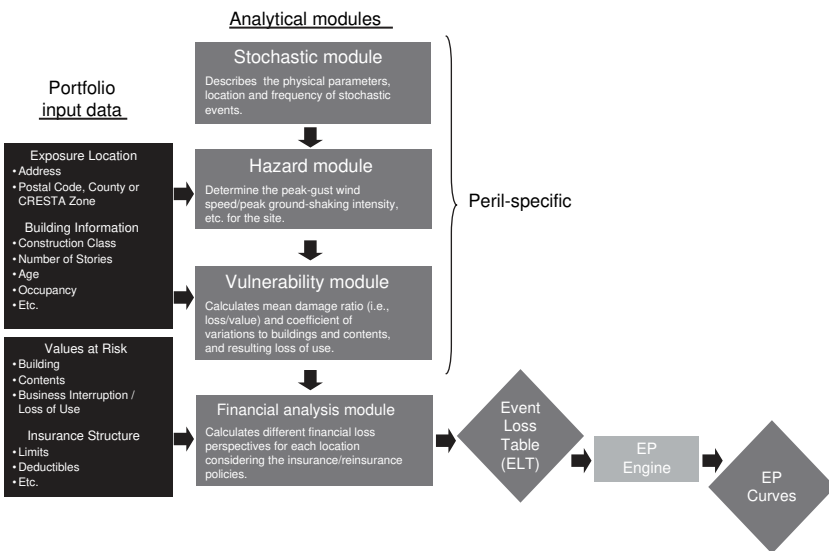 Analytical modules
Stochastic module
Describes the physical parameters,
location and frequency of stochastic
events.
Portfolio
input data
Exposure Location
• Address
• Postal Code, County or
CRESTA Zone
Building Information
• Construction Class
• Number of Stories
• Age
• Occupancy
• Etc.
Hazard module
Determine the peak-gust wind
speed/peak ground-shaking intensity,
etc. for the site.
Peril-specific
Vulnerability module
Calculates mean damage ratio (i.e.,
loss/value) and coefficient of
variations to buildings and contents,
and resulting loss of use.
Values at Risk
• Building
• Contents
• Business Interruption /
Loss of Use
Insurance Structure
• Limits
• Deductibles
• Etc.
Financial analysis module
Calculates different financial loss
perspectives for each location
considering the insurance/reinsurance
policies.
Event
Loss
Table
(ELT)
EP
Engine
EP
Curves